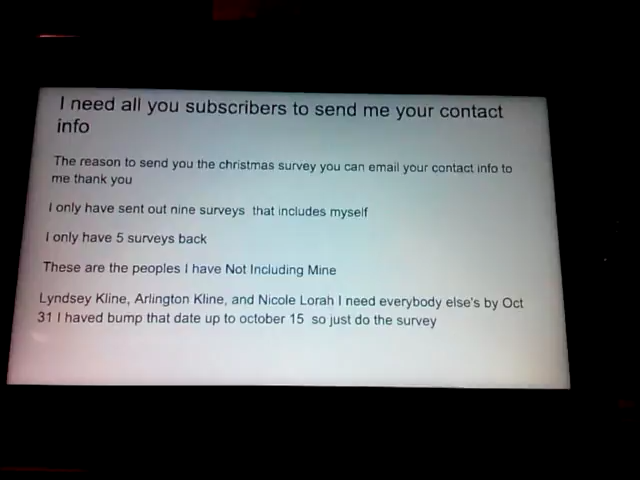 I need all you subscribers to send me your contact
info
The reason to send you the christmas survey you can email your contact info to
me thank you
I only have sent out nine surveys that includes myself
I only have 5 surveys back
These are the peoples I have Not Including Mine
Lyndsey Kline, Arlington Kline, and Nicole Lorah I need everybody else's by Oct
31 I haved bump that date up to october 15 so just do the survey